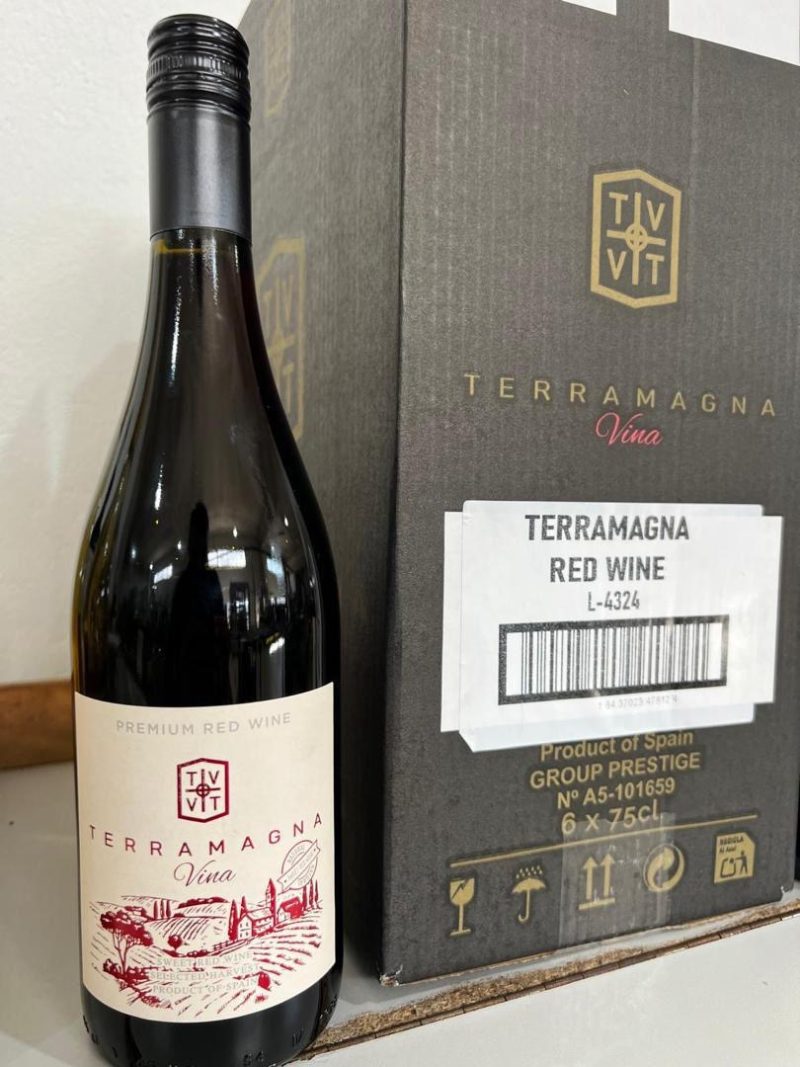 PREMIUM RED WINE
TV
VT
TERRAMAGNA
Vina
SWEET RED WINE
SELECTED HARVEST
PRODUCT OF SPAIN
TV
VT
TERRAMAGNA
Vina
TERRAMAGNA
RED WINE
L-4324
Product of Spain
GROUP PRESTIGE
Nº A5-101659
6 x 75cl.